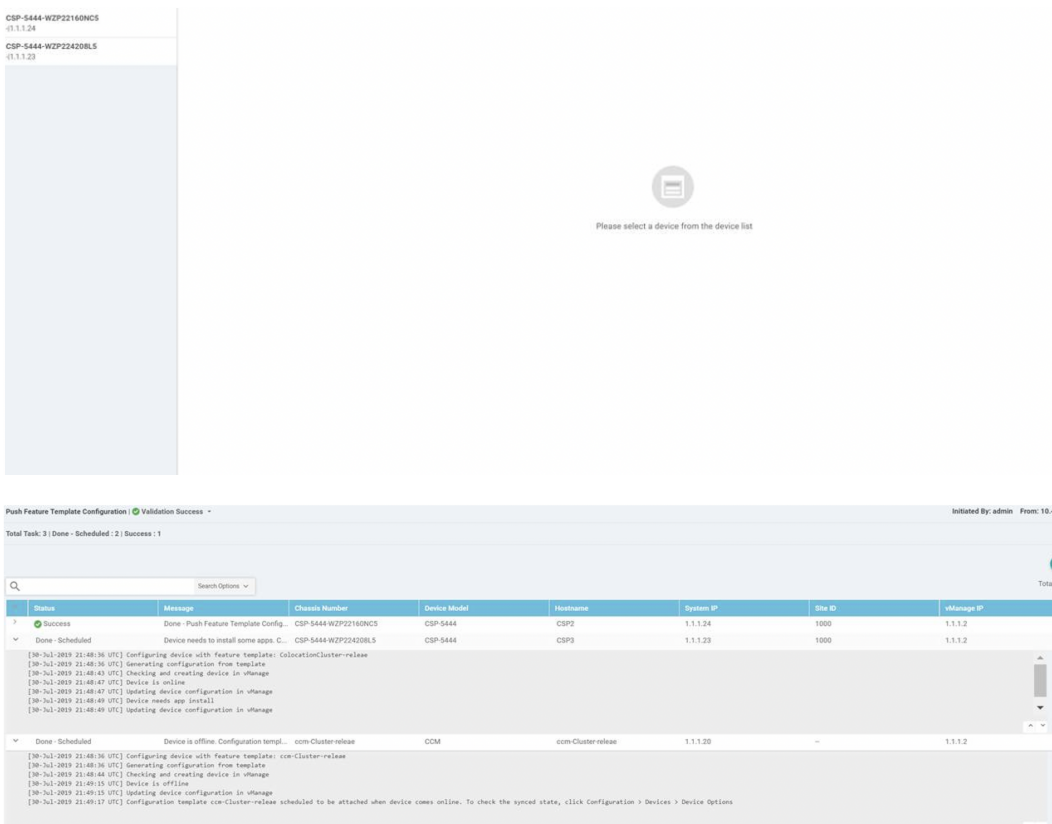 CSP-5444-WZP22160NC5
-|1.1.1.24
CSP-5444-WZP224208L5
-|1.1.1.23
Please select a device from the device list
Push Feature Template Configuration | Validation Success
Initiated By: admin From: 10.
Total Task: 3 | Done - Scheduled : 2 | Success : 1
Search Options
Tota
Status Message Chassis Number Device Model Hostname System IP Site ID vManage IP
Success Done - Push Feature Template Config... CSP-5444-WZP22160NC5 CSP-5444 CSP2 1.1.1.24 1000 1.1.1.2
Done - Scheduled Device needs to install some apps. C... CSP-5444-WZP224208L5 CSP-5444 CSP3 1.1.1.23 1000 1.1.1.2
[30-Jul-2019 21:48:36 UTC] Configuring device with feature template: ColocationCluster-releae
[30-Jul-2019 21:48:36 UTC] Generating configuration from template
[30-Jul-2019 21:48:43 UTC] Checking and creating device in vManage
[30-Jul-2019 21:48:47 UTC] Device is online
[30-Jul-2019 21:48:47 UTC] Updating device configuration in vManage
[30-Jul-2019 21:48:49 UTC] Device needs app install
[30-Jul-2019 21:48:49 UTC] Updating device configuration in vManage
Done - Scheduled Device is offline. Configuration templ... ccm-Cluster-releae CCM ccm-Cluster-releae 1.1.1.20 -- 1.1.1.2
[30-Jul-2019 21:48:36 UTC] Configuring device with feature template: ccm-Cluster-releae
[30-Jul-2019 21:48:36 UTC] Generating configuration from template
[30-Jul-2019 21:48:44 UTC] Checking and creating device in vManage
[30-Jul-2019 21:49:15 UTC] Device is offline
[30-Jul-2019 21:49:15 UTC] Updating device configuration in vManage
[30-Jul-2019 21:49:17 UTC] Configuration template ccm-Cluster-releae scheduled to be attached when device comes online. To check the synced state, click Configuration > Devices > Device Options